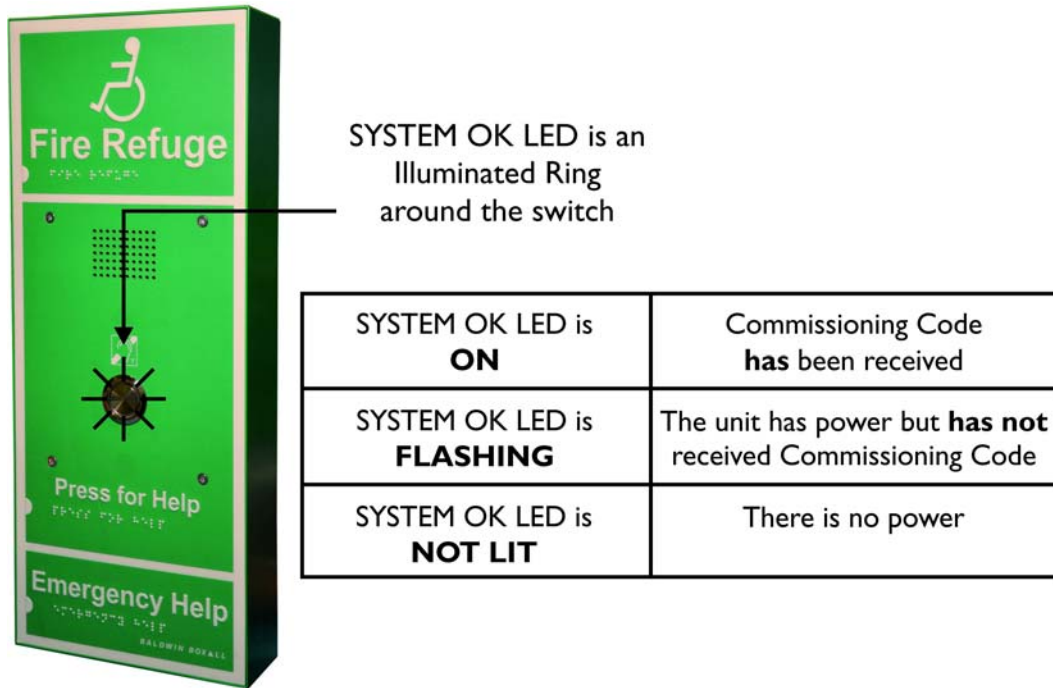 Fire Refuge
Press for Help
Emergency Help
BALDWIN BOXALL
SYSTEM OK LED is an
Illuminated Ring
around the switch
SYSTEM OK LED is
ON
Commissioning Code
has been received
SYSTEM OK LED is
FLASHING
The unit has power but has not
received Commissioning Code
SYSTEM OK LED is
NOT LIT
There is no power